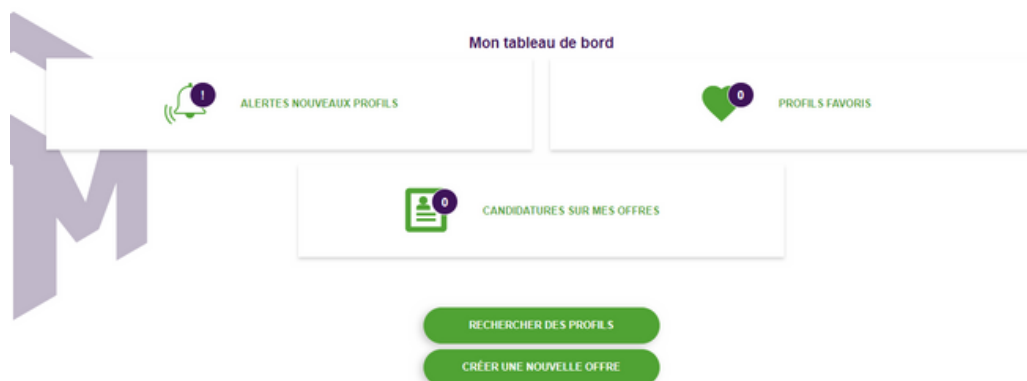 Mon tableau de bord
!
ALERTES NOUVEAUX PROFILS
0
PROFILS FAVORIS
0
CANDIDATURES SUR MES OFFRES
RECHERCHER DES PROFILS
CRÉER UNE NOUVELLE OFFRE